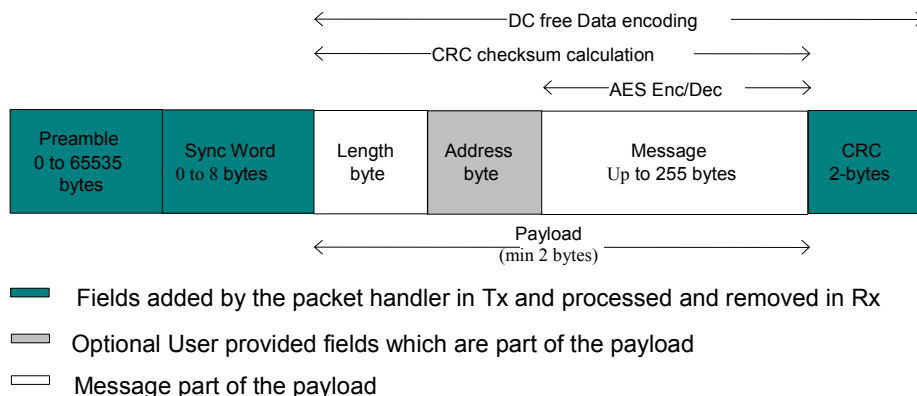 DC free Data encoding
CRC checksum calculation
AES Enc/Dec
Preamble
0 to 65535
bytes
Sync Word
0 to 8 bytes
Length
byte
Address
byte
Message
Up to 255 bytes
CRC
2-bytes
Payload
(min 2 bytes)
Fields added by the packet handler in Tx and processed and removed in Rx
Optional User provided fields which are part of the payload
Message part of the payload